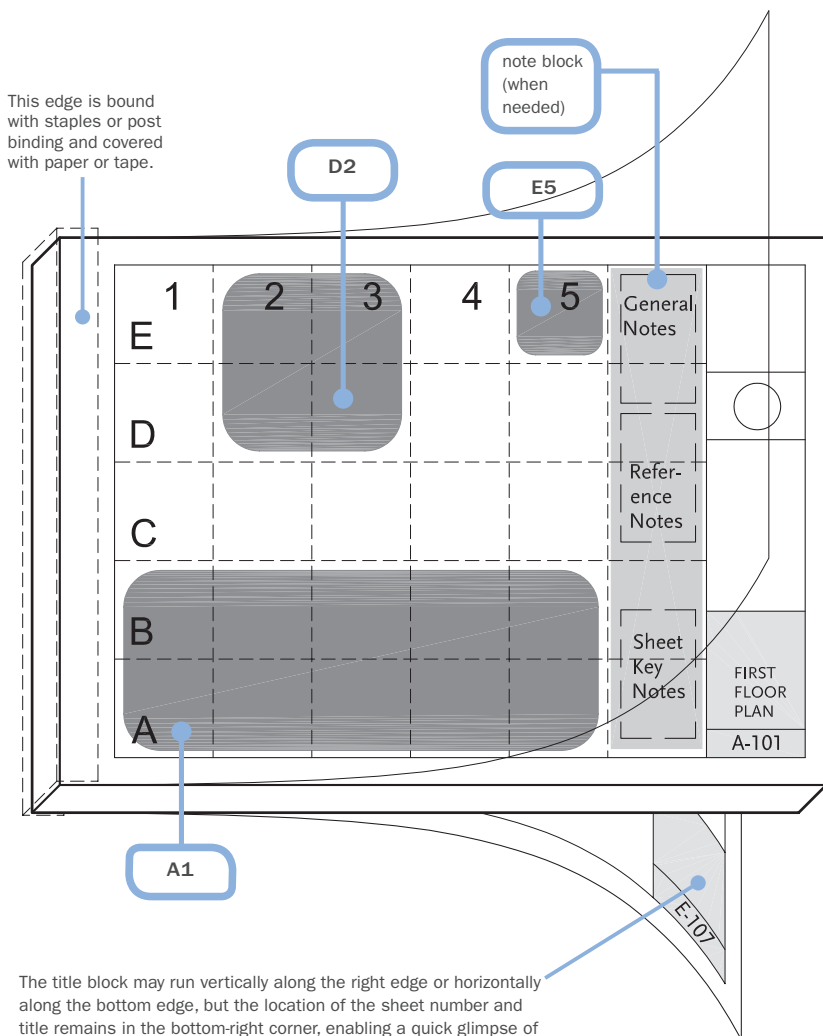 note block
(when
needed)
This edge is bound
with staples or post
binding and covered
with paper or tape.
D2
E5
1 2 3 4 5
General
Notes
E
D
Refer-
ence
Notes
C
B
Sheet
Key
Notes
FIRST
FLOOR
PLAN
A
A-101
A1
E-107
The title block may run vertically along the right edge or horizontally
along the bottom edge, but the location of the sheet number and
title remains in the bottom-right corner, enabling a quick glimpse of